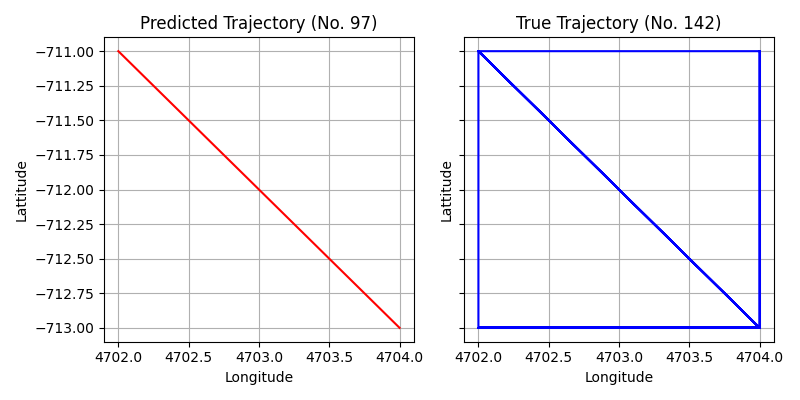 Predicted Trajectory (No. 97)
True Trajectory (No. 142)
−711.00
−711.25
−711.50
−711.75
−712.00
−712.25
−712.50
−712.75
−713.00
Lattitude
Lattitude
4702.0 4702.5 4703.0 4703.5 4704.0
4702.0 4702.5 4703.0 4703.5 4704.0
Longitude
Longitude